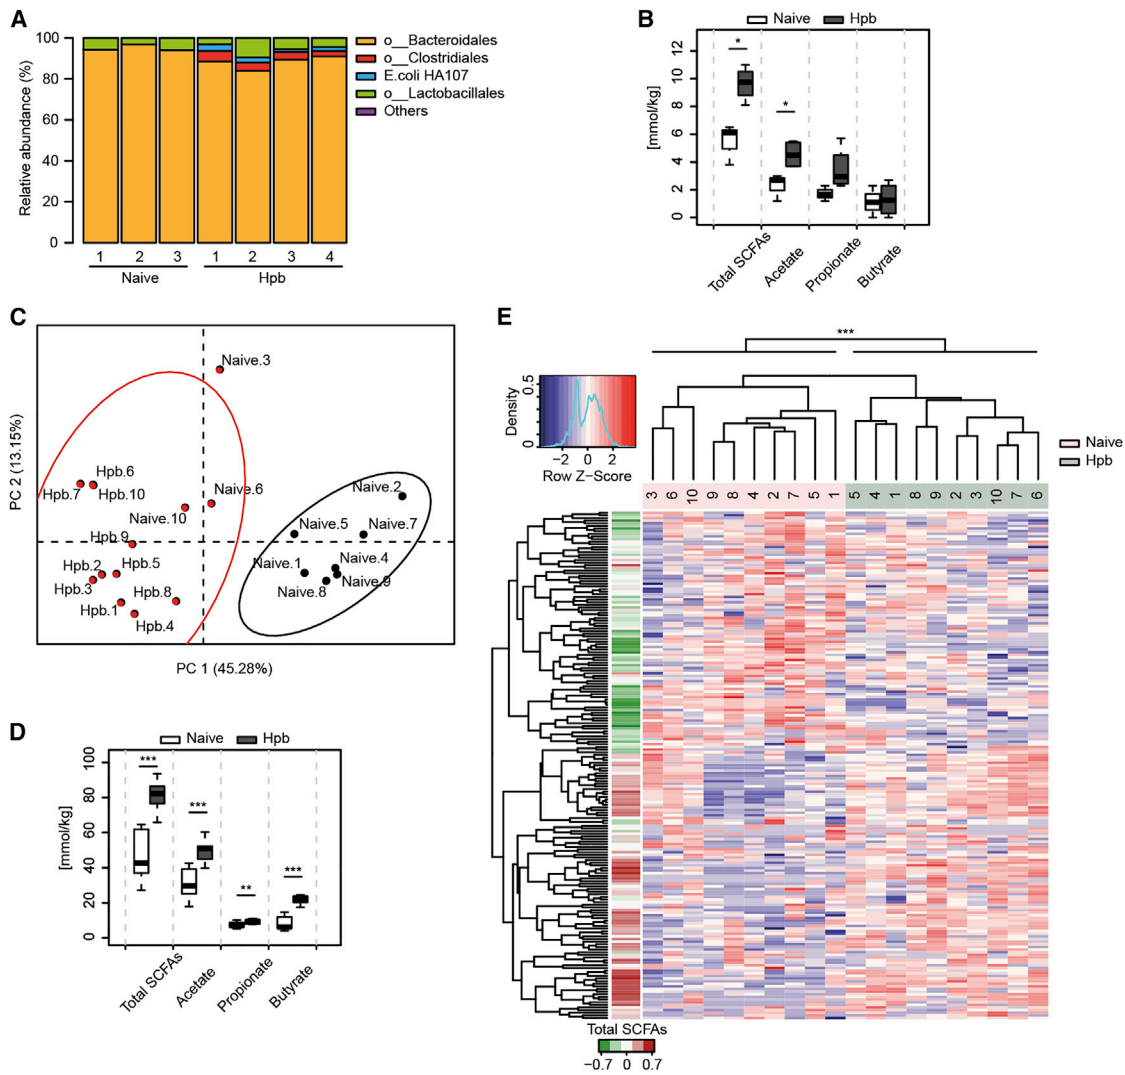 A
Relative abundance (%)
100
80
60
40
20
0
1 2 3 1 2 3 4
Naive Hpb
o__Bacteroidales
o__Clostridiales
E.coli HA107
o__Lactobacillales
Others
B
Naive Hpb
[mmol/kg]
12
10
8
6
4
2
0
*
*
Total SCFAs
Acetate
Propionate
Butyrate
C
PC 2 (13.15%)
Naive.3
Hpb.6
Hpb.7
Hpb.10
Naive.6
Naive.2
Naive.10
Naive.5
Naive.7
Hpb.9
Hpb.2
Hpb.5
Naive.1
Naive.4
Hpb.3
Hpb.8
Naive.8
Naive.9
Hpb.1
Hpb.4
PC 1 (45.28%)
D
Naive Hpb
[mmol/kg]
100
80
60
40
20
0
***
***
**
***
Total SCFAs
Acetate
Propionate
Butyrate
E
***
Density
0.5
0
−2 0 2
Row Z−Score
Naive
Hpb
3 6 10 9 8 4 2 7 5 1 5 4 1 8 9 2 3 10 7 6
Total SCFAs
−0.7 0 0.7